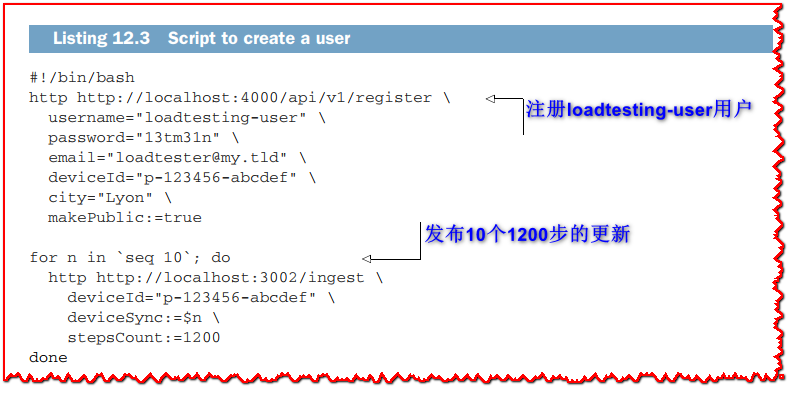 Listing 12.3 Script to create a user
#!/bin/bash
http http://localhost:4000/api/v1/register \
注册loadtesting-user用户
username="loadtesting-user" \
password="13tm31n" \
email="loadtester@my.tld" \
deviceId="p-123456-abcdef" \
city="Lyon" \
makePublic:=true
发布10个1200步的更新
for n in `seq 10`; do
http http://localhost:3002/ingest \
deviceId="p-123456-abcdef" \
deviceSync:=$n \
stepsCount:=1200
done